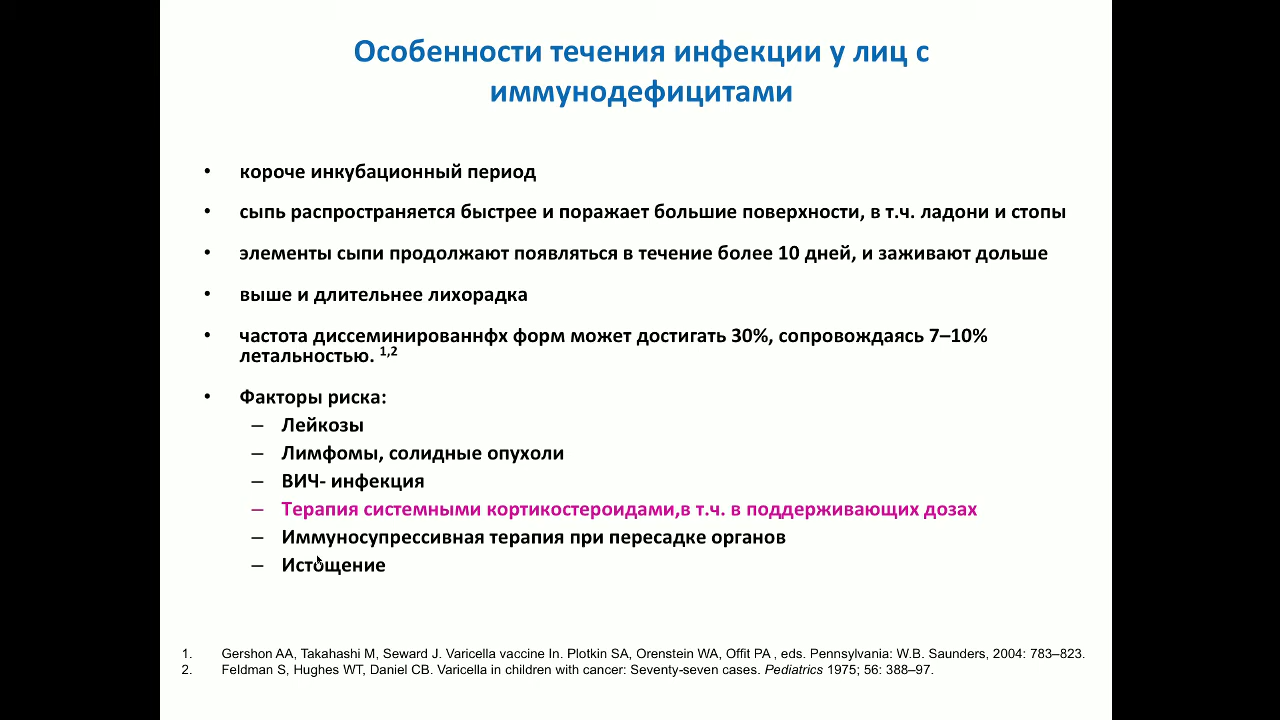 Особенности течения инфекции у лиц с
иммунодефицитами
• короче инкубационный период
• сыпь распространяется быстрее и поражает большие поверхности, в т.ч. ладони и стопы
• элементы сыпи продолжают появляться в течение более 10 дней, и заживают дольше
• выше и длительнее лихорадка
• частота диссеминированнфх форм может достигать 30%, сопровождаясь 7–10%
летальностью. 1,2
• Факторы риска:
– Лейкозы
– Лимфомы, солидные опухоли
– ВИЧ- инфекция
– Терапия системными кортикостероидами,в т.ч. в поддерживающих дозах
– Иммуносупрессивная терапия при пересадке органов
– Истощение
1. Gershon AA, Takahashi M, Seward J. Varicella vaccine In. Plotkin SA, Orenstein WA, Offit PA , eds. Pennsylvania: W.B. Saunders, 2004: 783–823.
2. Feldman S, Hughes WT, Daniel CB. Varicella in children with cancer: Seventy-seven cases. Pediatrics 1975; 56: 388–97.